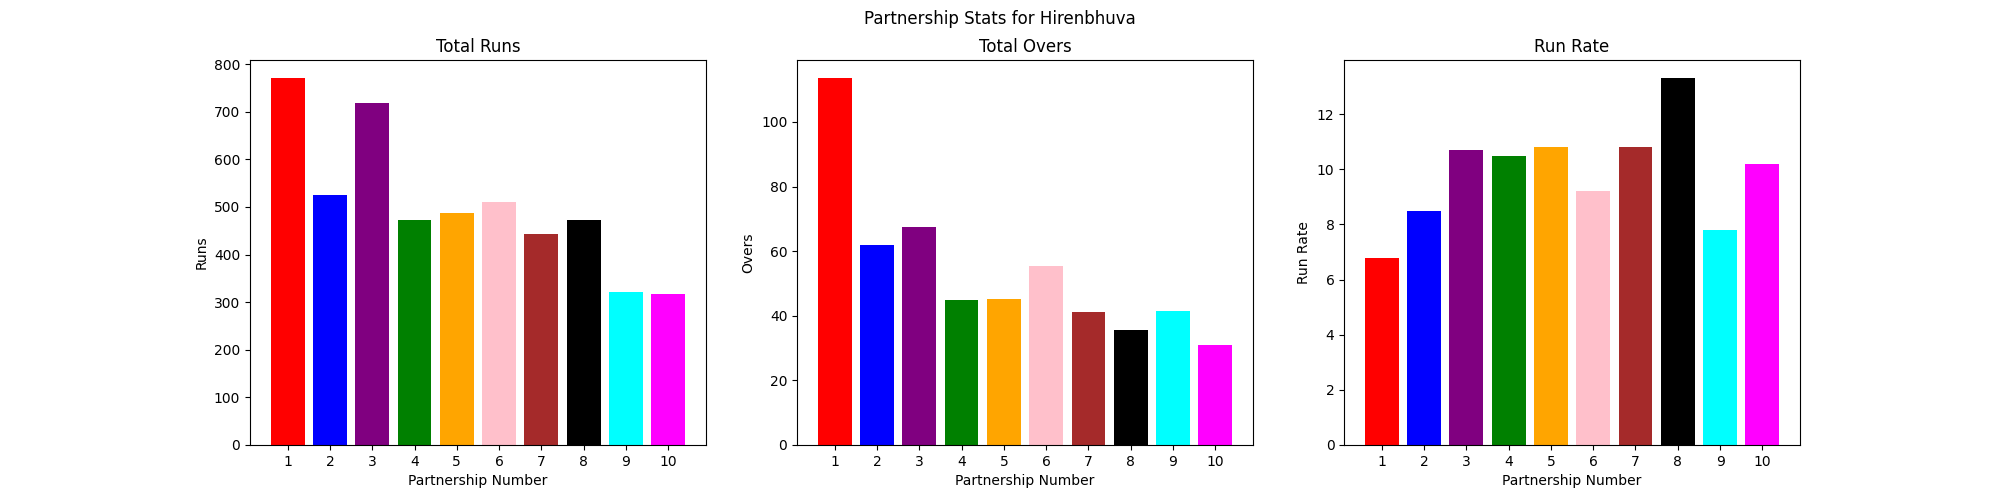 Partnership Stats for Hirenbhuva
Total Runs
800
700
600
500
400
300
200
100
0
Runs
1 2 3 4 5 6 7 8 9 10
Partnership Number
Total Overs
100
80
60
40
20
0
Overs
1 2 3 4 5 6 7 8 9 10
Partnership Number
Run Rate
12
10
8
6
4
2
0
Run Rate
1 2 3 4 5 6 7 8 9 10
Partnership Number